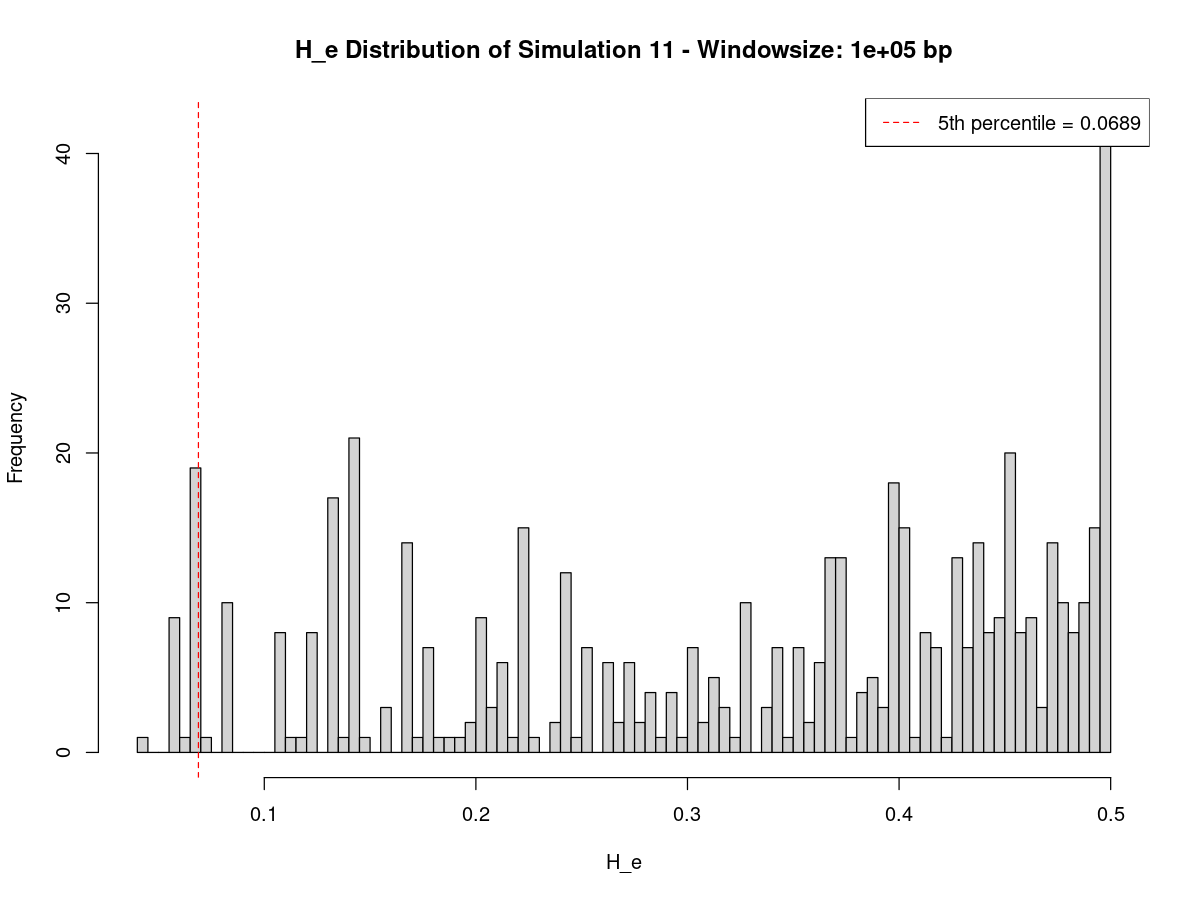 H_e Distribution of Simulation 11 - Windowsize: 1e+05 bp
5th percentile = 0.0689
Frequency
40
30
20
10
0
0.1 0.2 0.3 0.4 0.5
H_e